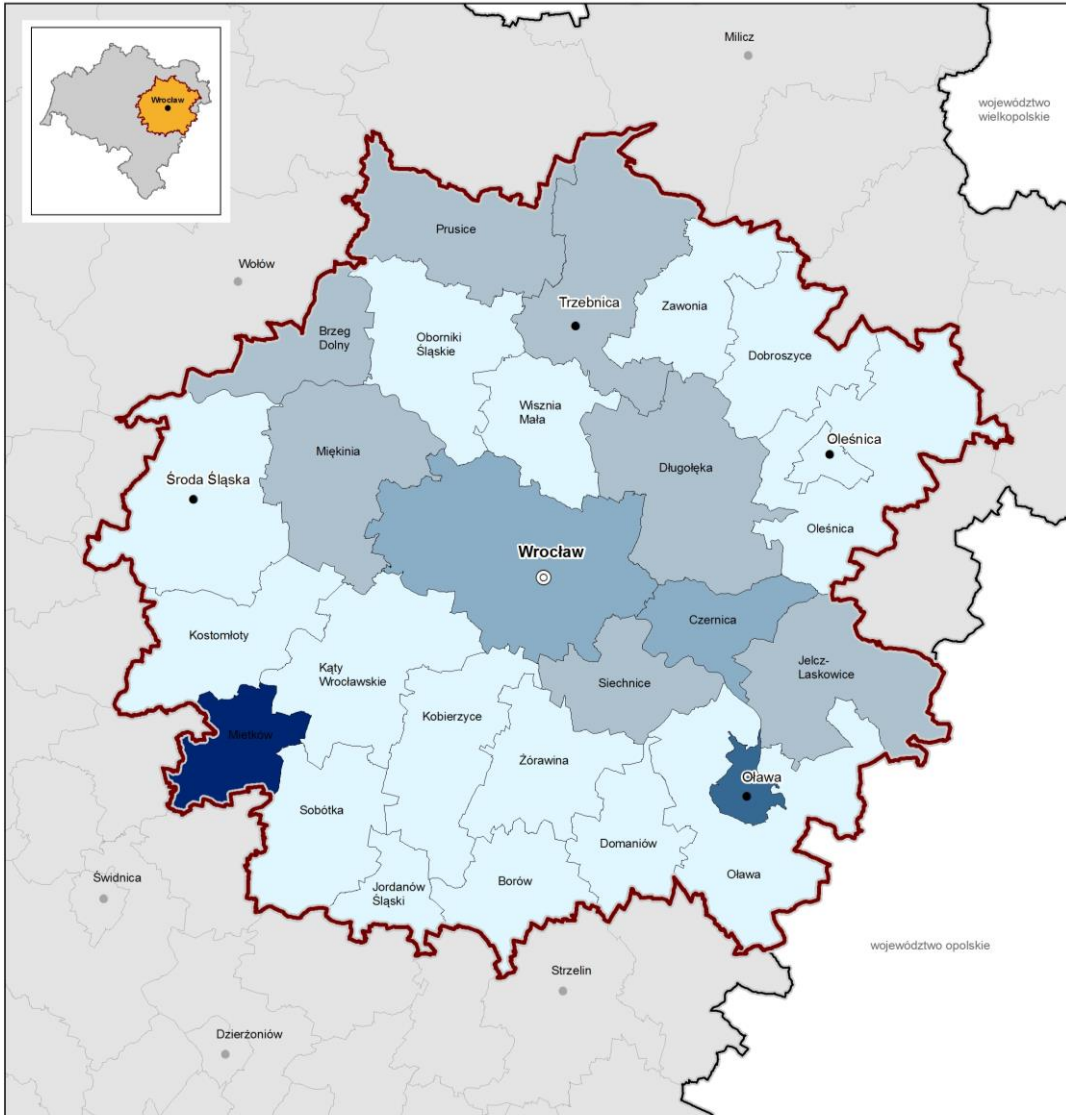 Wrocław
Milicz
województwo
wielkopolskie
Prusice
Wołów
Trzebnica
Zawonia
Brzeg
Dolny
Oborniki
Śląskie
Dobroszyce
Wisznia
Mała
Miękinia
Długołęka
Oleśnica
Środa Śląska
Oleśnica
Wrocław
Czernica
Kostomłoty
Jelcz-
Laskowice
Kąty
Wrocławskie
Siechnice
Kobierzyce
Mietków
Żórawina
Oława
Sobótka
Domaniów
Świdnica
Jordanów
Śląski
Borów
Oława
województwo opolskie
Strzelin
Dzierżoniów